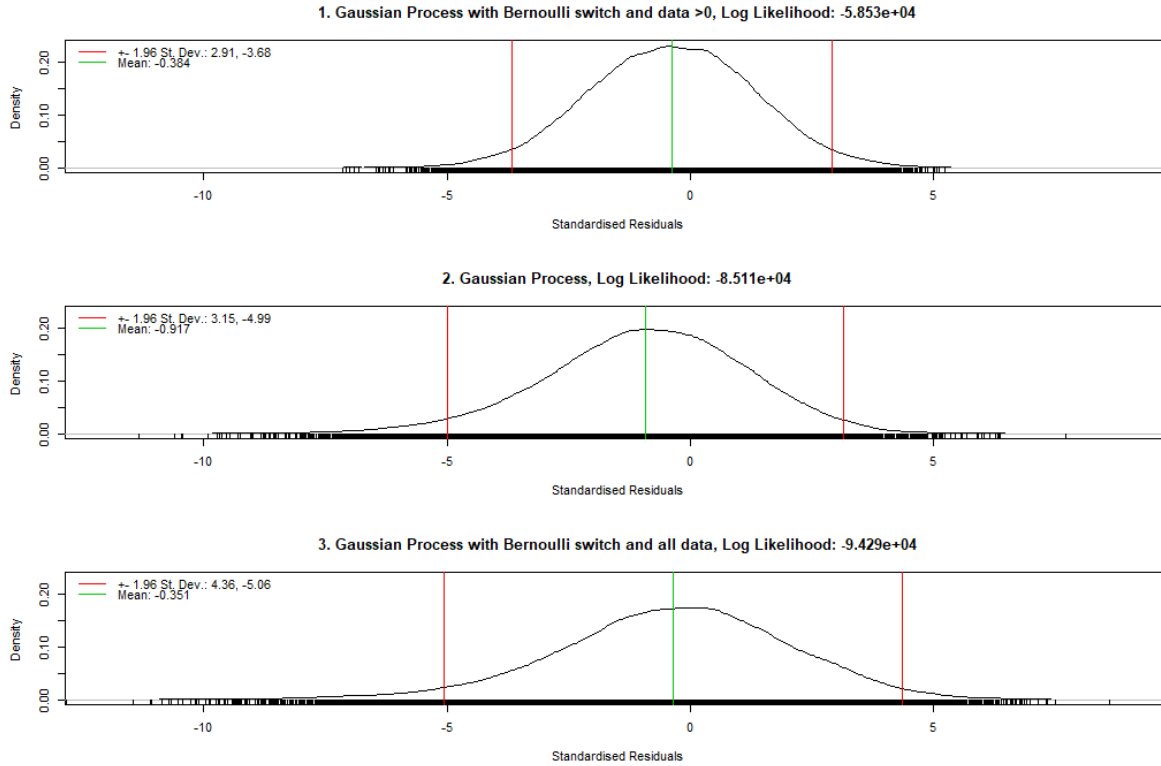 1. Gaussian Process with Bernoulli switch and data >0, Log Likelihood: -5.853e+04
+- 1.96 St. Dev.: 2.91, -3.68
Mean: -0.384
Density
0.00 0.10 0.20
-10 -5 0 5
Standardised Residuals
2. Gaussian Process, Log Likelihood: -8.511e+04
+- 1.96 St. Dev.: 3.15, -4.99
Mean: -0.917
Density
0.00 0.10 0.20
-10 -5 0 5
Standardised Residuals
3. Gaussian Process with Bernoulli switch and all data, Log Likelihood: -9.429e+04
+- 1.96 St. Dev.: 4.36, -5.06
Mean: -0.351
Density
0.00 0.10 0.20
-10 -5 0 5
Standardised Residuals